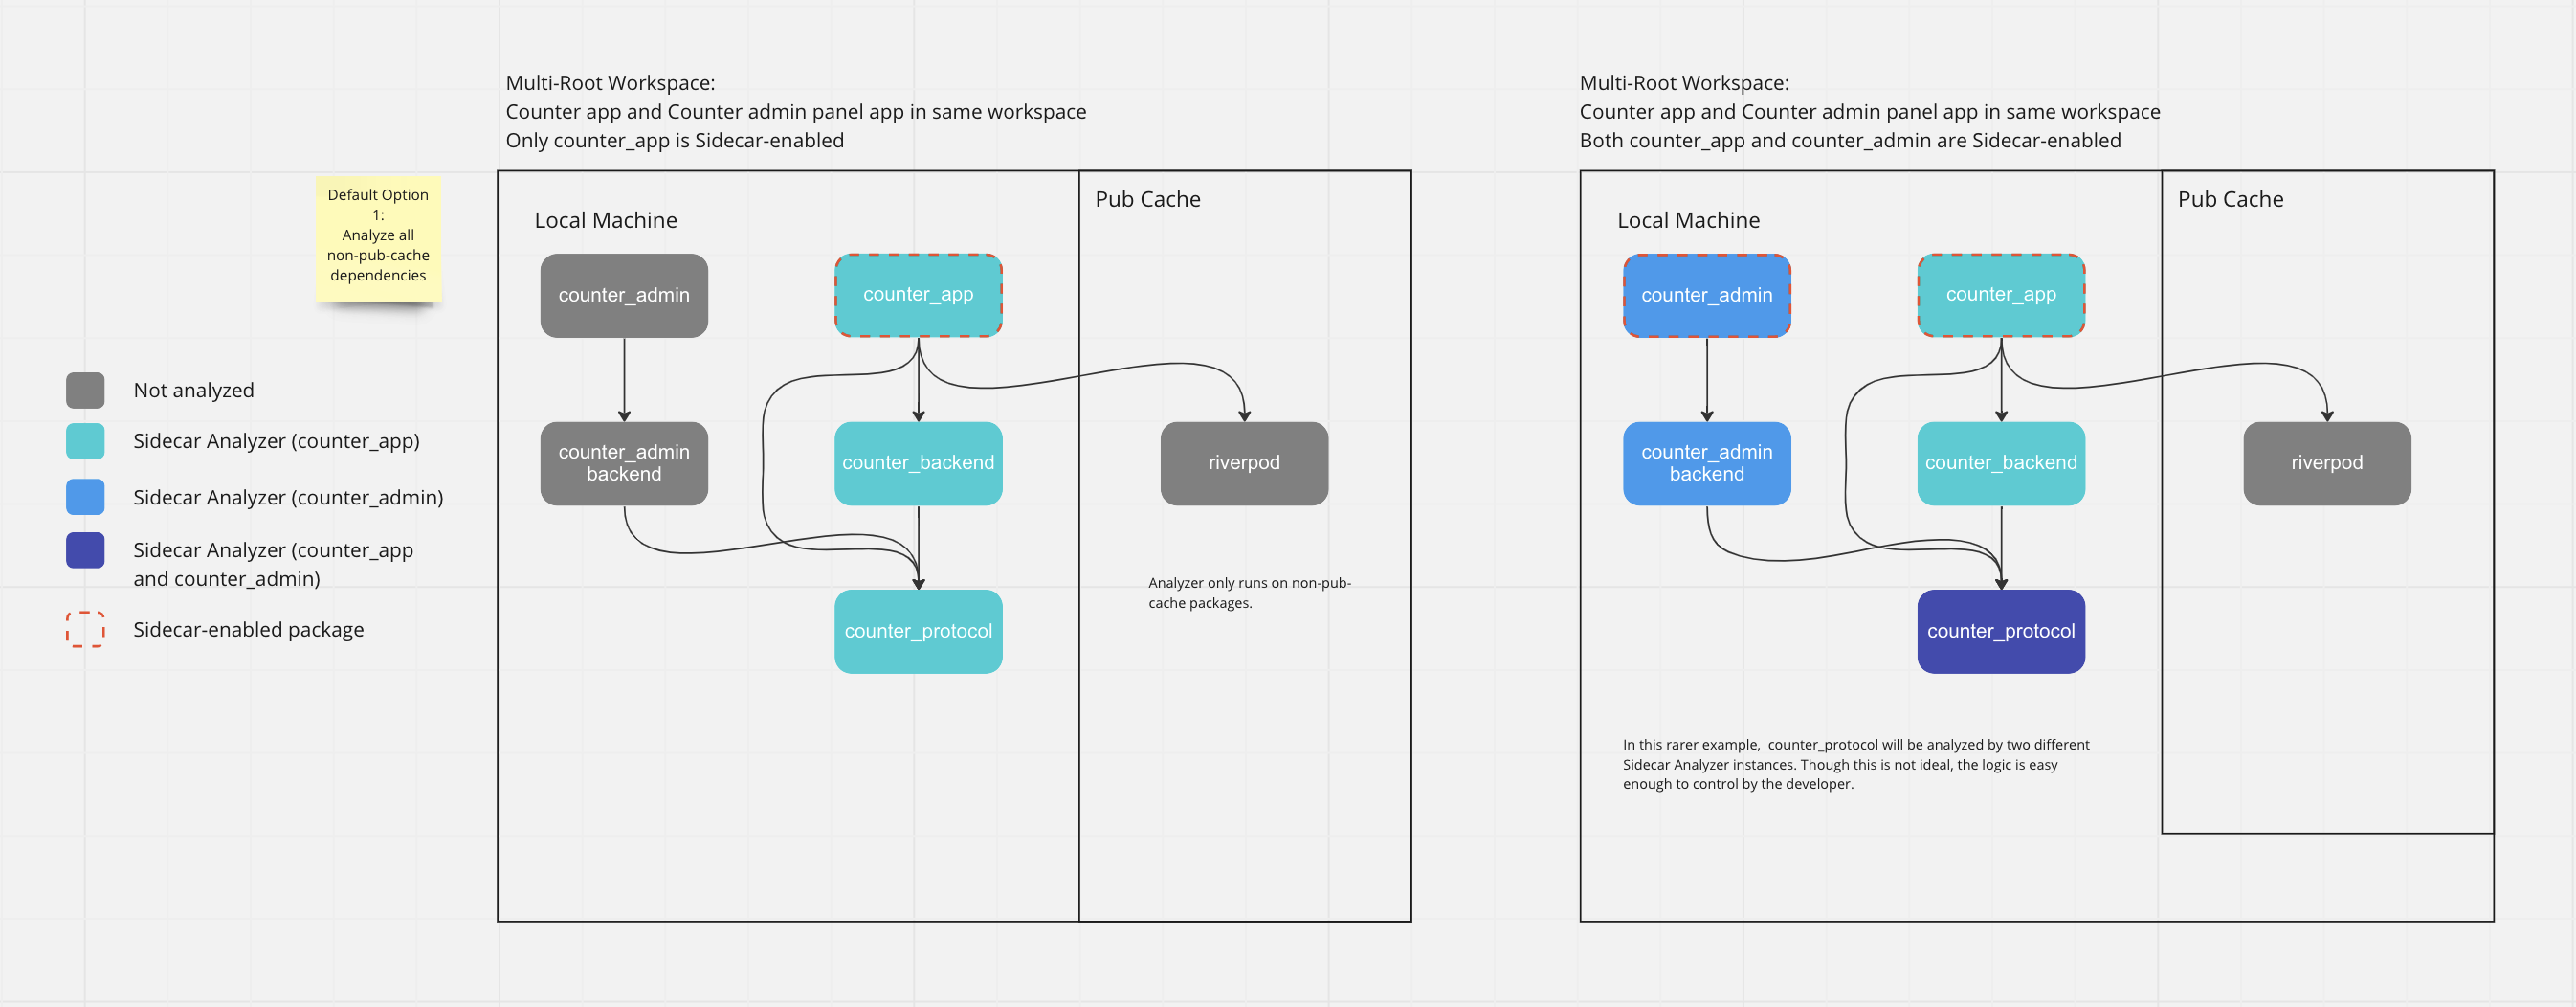 Multi-Root Workspace:
Counter app and Counter admin panel app in same workspace
Only counter_app is Sidecar-enabled
Multi-Root Workspace:
Counter app and Counter admin panel app in same workspace
Both counter_app and counter_admin are Sidecar-enabled
Default Option
1:
Analyze all
non-pub-cache
dependencies
Not analyzed
Sidecar Analyzer (counter_app)
Sidecar Analyzer (counter_admin)
Sidecar Analyzer (counter_app
and counter_admin)
Sidecar-enabled package
Local Machine
Pub Cache
counter_admin
counter_app
counter_admin
backend
counter_backend
riverpod
counter_protocol
Analyzer only runs on non-pub-
cache packages.
Local Machine
Pub Cache
counter_admin
counter_app
counter_admin
backend
counter_backend
riverpod
counter_protocol
In this rarer example,  counter_protocol will be analyzed by two different
Sidecar Analyzer instances. Though this is not ideal, the logic is easy
enough to control by the developer.